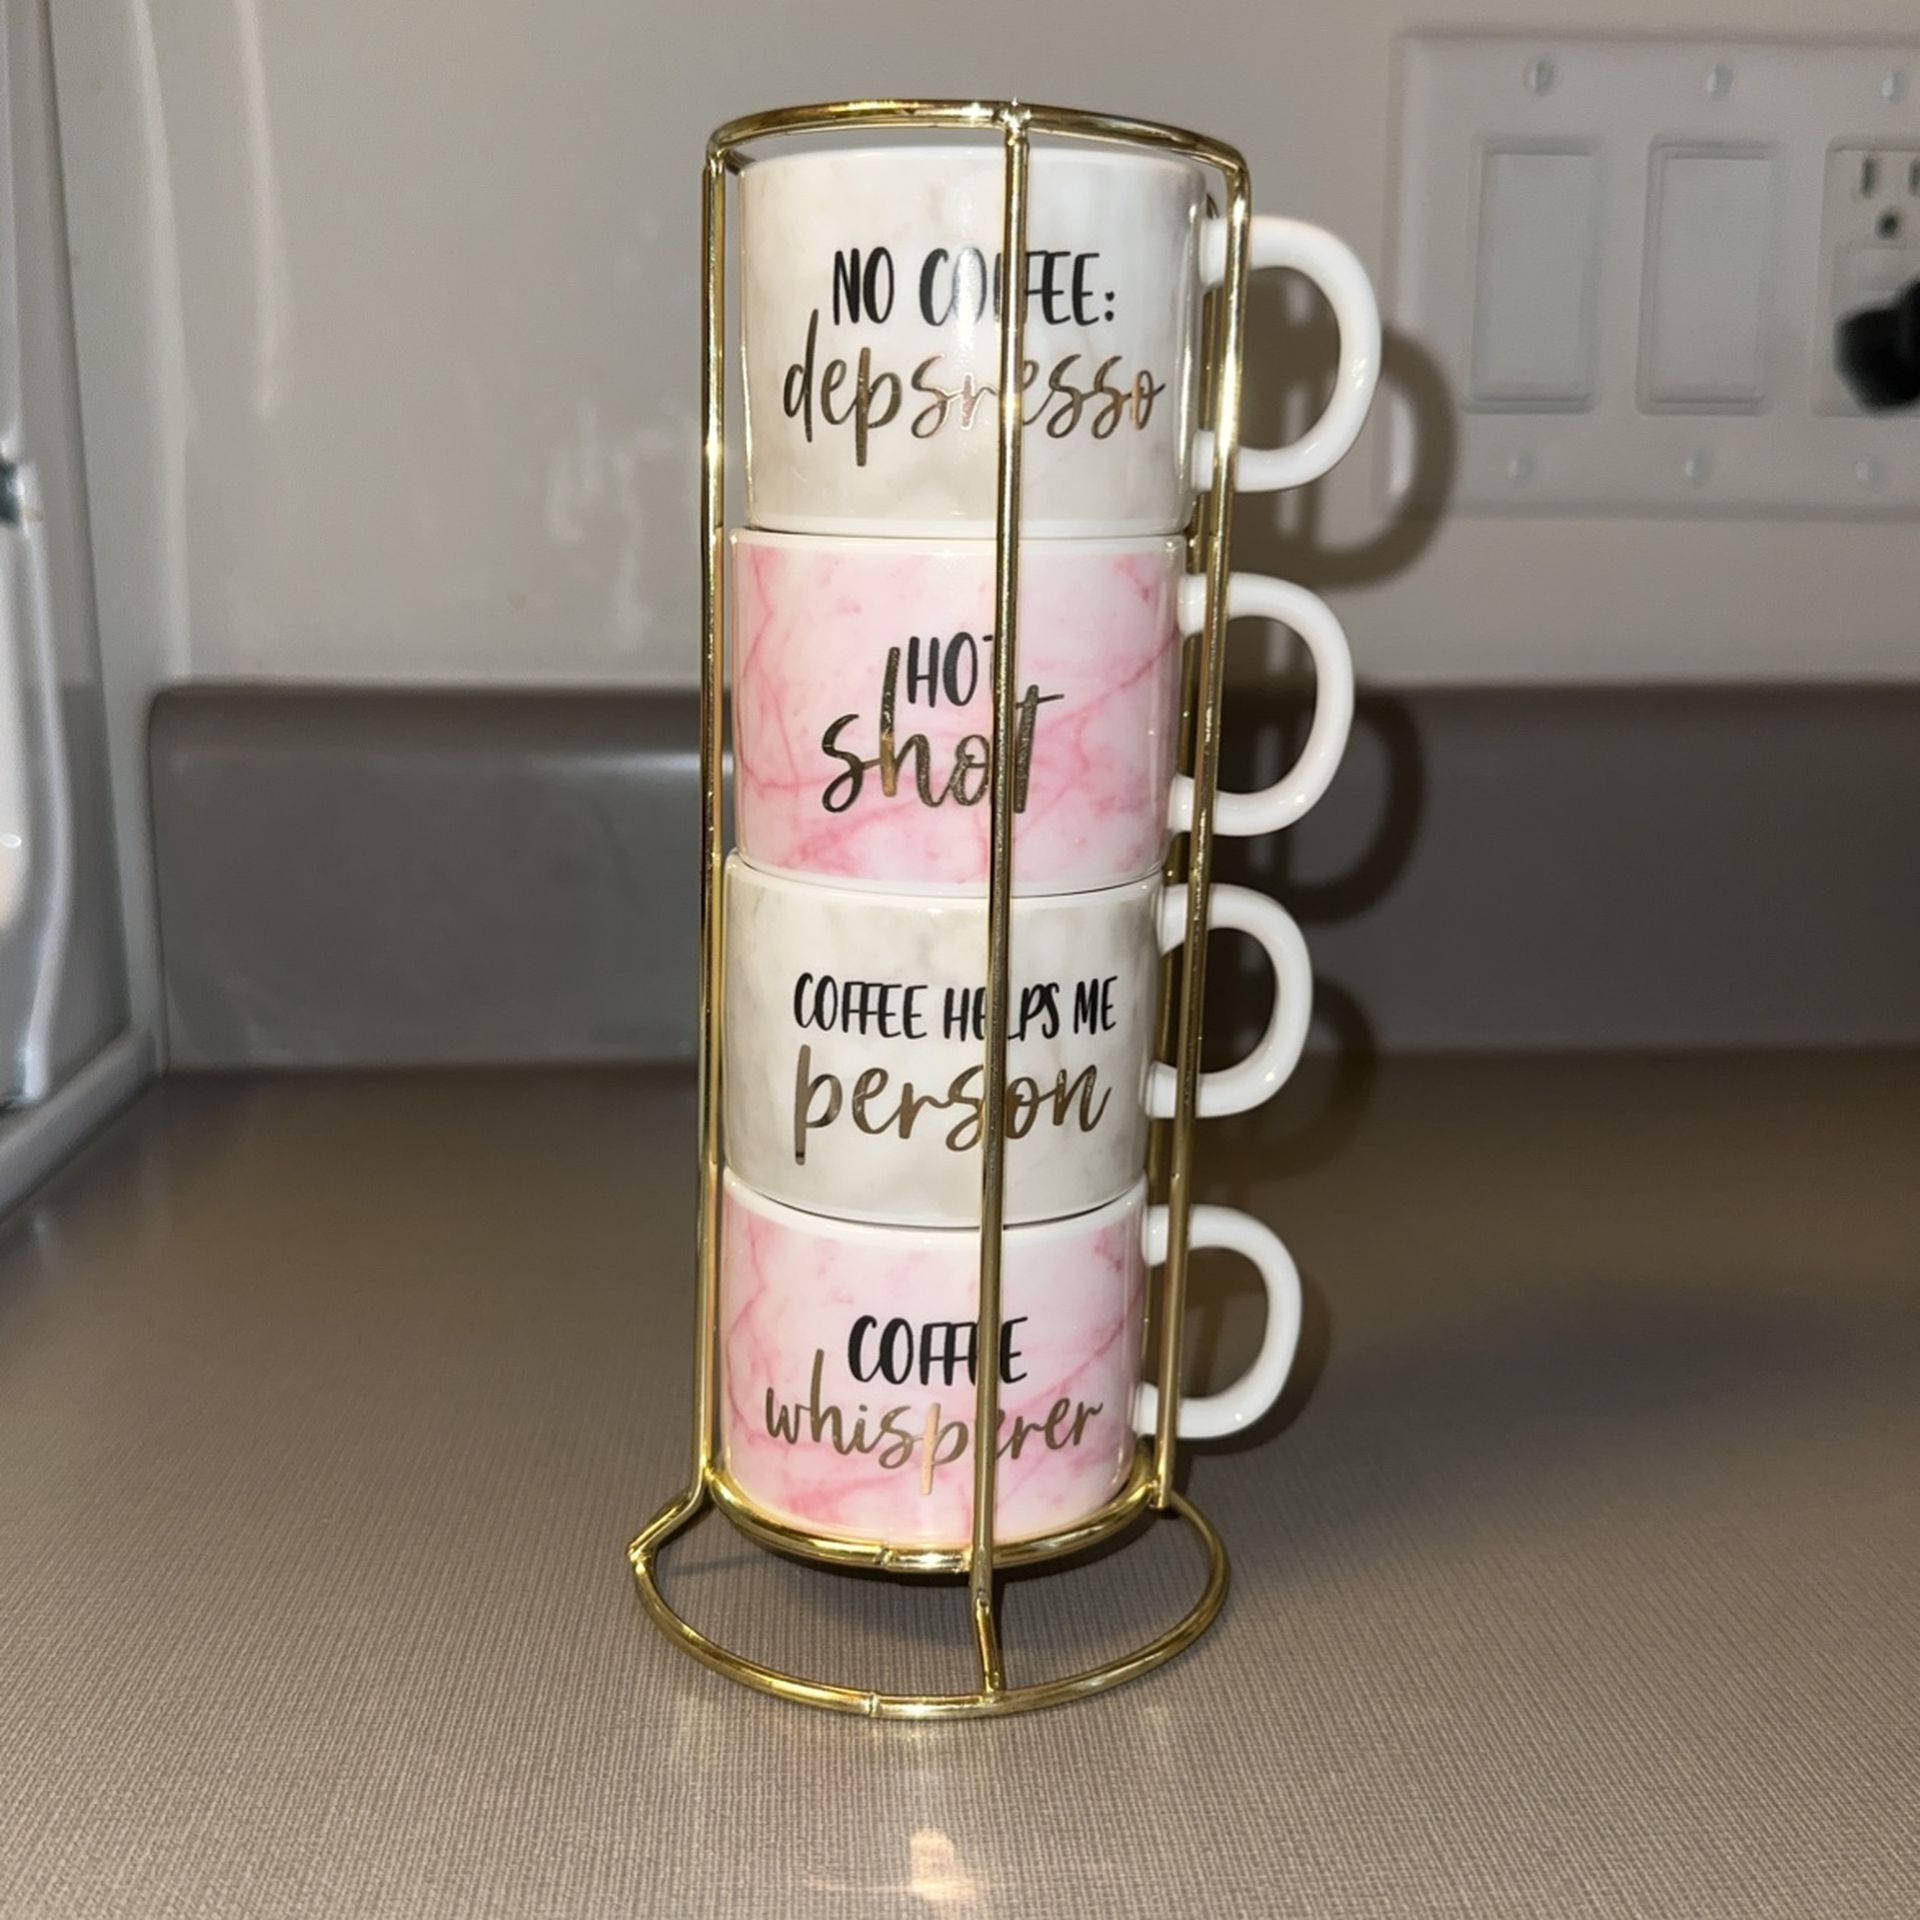 NO COFFEE:
depsresso
HOT
shot
COFFEE HELPS ME
person
COFFEE
whisperer